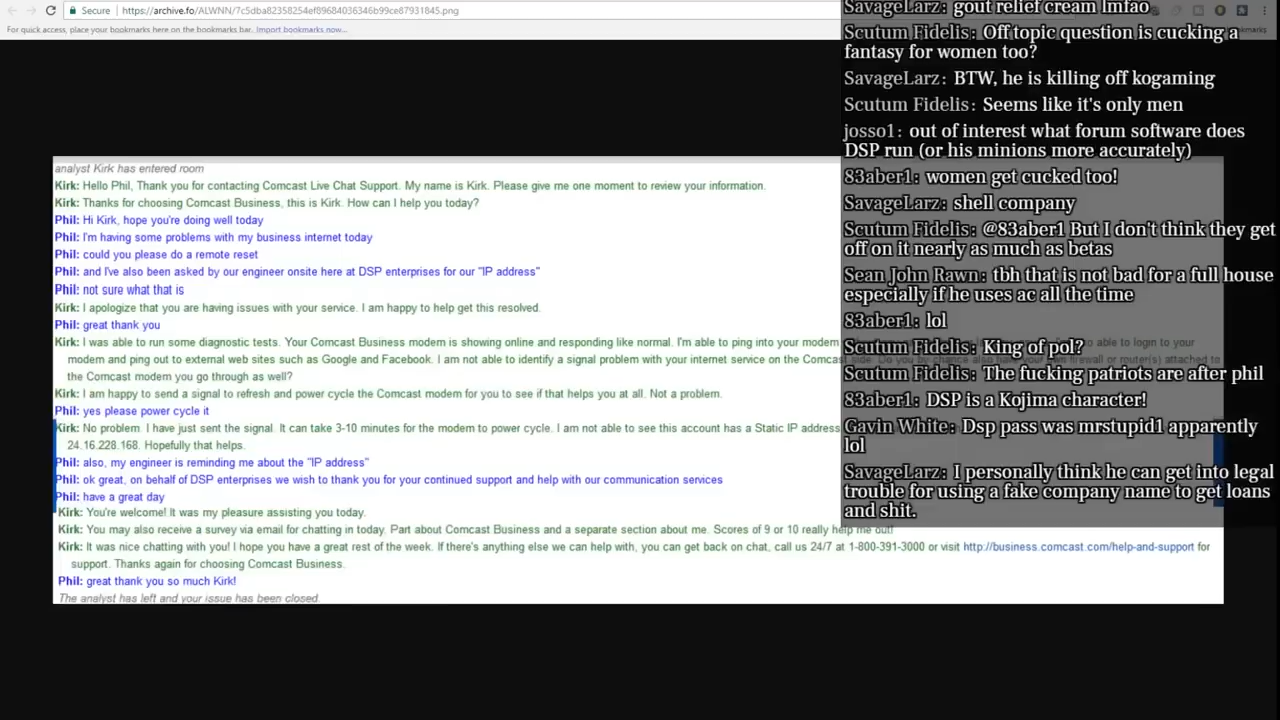 Secure
https://archive.fo/ALWNN/7c5dba82358254ef89684036346b99ce87931845.png
For quick access, place your bookmarks here on the bookmarks bar. Import bookmarks now...
analyst Kirk has entered room
Kirk: Hello Phil, Thank you for contacting Comcast Live Chat Support. My name is Kirk. Please give me one moment to review your information.
Kirk: Thanks for choosing Comcast Business, this is Kirk. How can I help you today?
Phil: Hi Kirk, hope you're doing well today
Phil: I'm having some problems with my business internet today
Phil: could you please do a remote reset
Phil: and I've also been asked by our engineer onsite here at DSP enterprises for our "IP address"
Phil: not sure what that is
Kirk: I apologize that you are having issues with your service. I am happy to help get this resolved.
Phil: great thank you
Kirk: I was able to run some diagnostic tests. Your Comcast Business modem is showing online and responding like normal. I'm able to ping into your modem able to login to your
modem and ping out to external web sites such as Google and Facebook. I am not able to identify a signal problem with your internet service on the Comcast side. Do you by chance also have your own firewall or router(s) attached to
the Comcast modem you go through as well?
Kirk: I am happy to send a signal to refresh and power cycle the Comcast modem for you to see if that helps you at all. Not a problem.
Phil: yes please power cycle it
Kirk: No problem. I have just sent the signal. It can take 3-10 minutes for the modem to power cycle. I am not able to see this account has a Static IP address
24.16.228.168. Hopefully that helps.
Phil: also, my engineer is reminding me about the "IP address"
Phil: ok great, on behalf of DSP enterprises we wish to thank you for your continued support and help with our communication services
Phil: have a great day
Kirk: You're welcome! It was my pleasure assisting you today.
Kirk: You may also receive a survey via email for chatting in today. Part about Comcast Business and a separate section about me. Scores of 9 or 10 really help me out!
Kirk: It was nice chatting with you! I hope you have a great rest of the week. If there's anything else we can help with, you can get back on chat, call us 24/7 at 1-800-391-3000 or visit http://business.comcast.com/help-and-support for
support. Thanks again for choosing Comcast Business.
Phil: great thank you so much Kirk!
The analyst has left and your issue has been closed.
SavageLarz: gout relief cream lmfao
Scutum Fidelis: Off topic question is cucking a
fantasy for women too?
SavageLarz: BTW, he is killing off kogaming
Scutum Fidelis: Seems like it's only men
josso1: out of interest what forum software does
DSP run (or his minions more accurately)
83aber1: women get cucked too!
SavageLarz: shell company
Scutum Fidelis: @83aber1 But I don't think they get
off on it nearly as much as betas
Sean John Rawn: tbh that is not bad for a full house
especially if he uses ac all the time
83aber1: lol
Scutum Fidelis: King of pol?
Scutum Fidelis: The fucking patriots are after phil
83aber1: DSP is a Kojima character!
Gavin White: Dsp pass was mrstupid1 apparently
lol
SavageLarz: I personally think he can get into legal
trouble for using a fake company name to get loans
and shit.